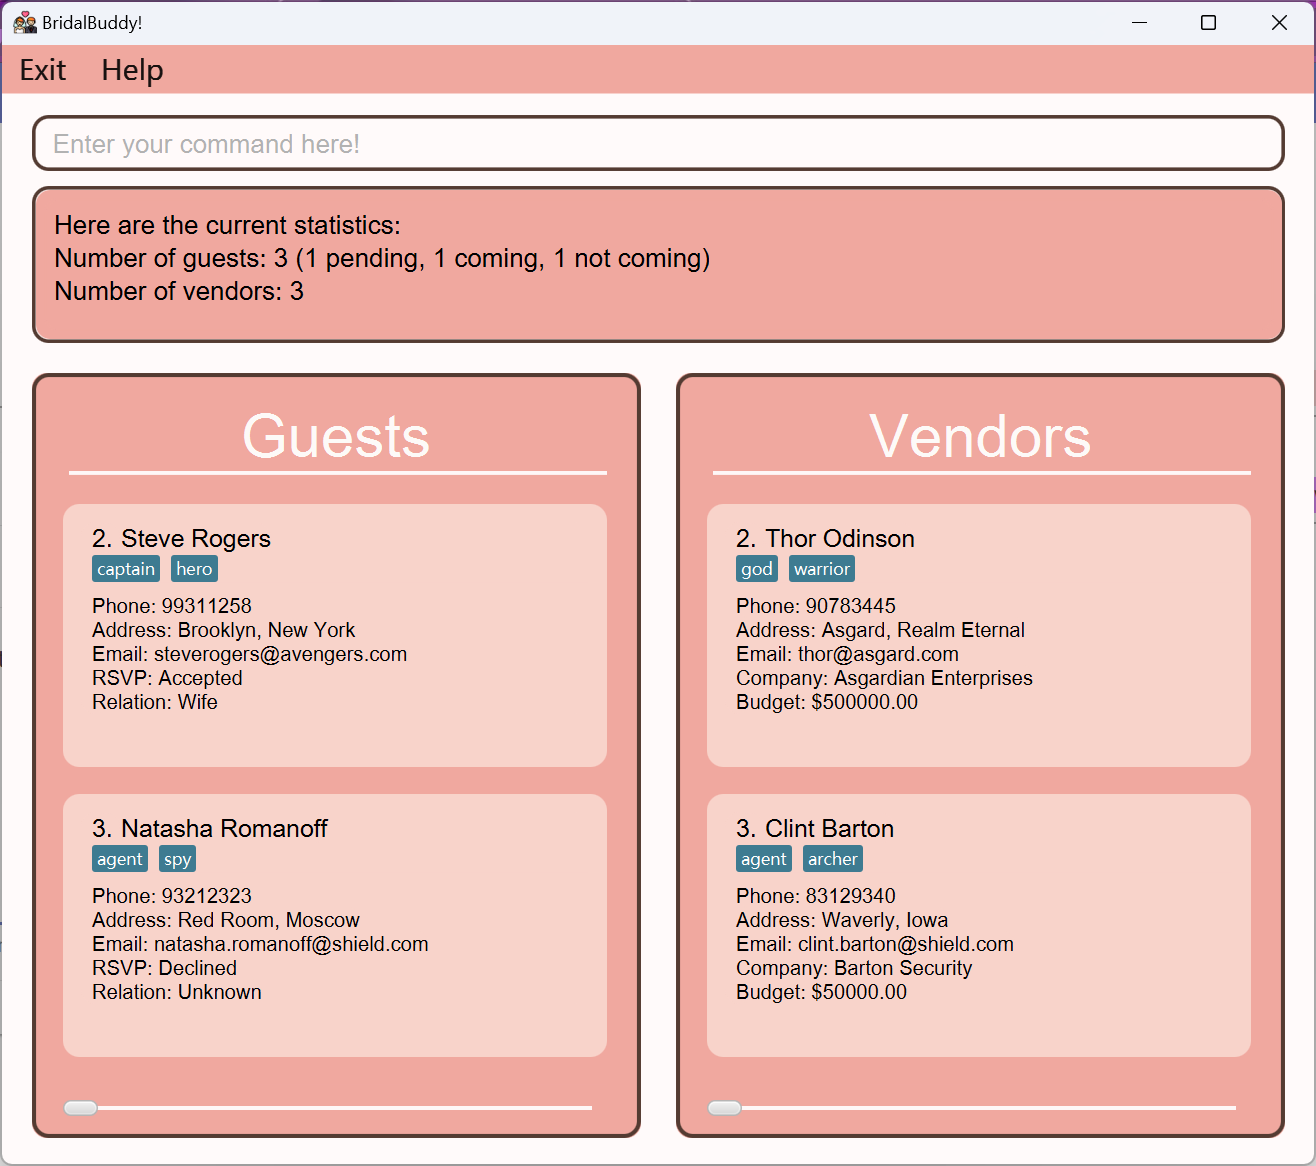 BridalBuddy!
Exit Help
Enter your command here!
Here are the current statistics:
Number of guests: 3 (1 pending, 1 coming, 1 not coming)
Number of vendors: 3
Guests
2. Steve Rogers
captain hero
Phone: 99311258
Address: Brooklyn, New York
Email: steverogers@avengers.com
RSVP: Accepted
Relation: Wife
3. Natasha Romanoff
agent spy
Phone: 93212323
Address: Red Room, Moscow
Email: natasha.romanoff@shield.com
RSVP: Declined
Relation: Unknown
Vendors
2. Thor Odinson
god warrior
Phone: 90783445
Address: Asgard, Realm Eternal
Email: thor@asgard.com
Company: Asgardian Enterprises
Budget: $500000.00
3. Clint Barton
agent archer
Phone: 83129340
Address: Waverly, Iowa
Email: clint.barton@shield.com
Company: Barton Security
Budget: $50000.00